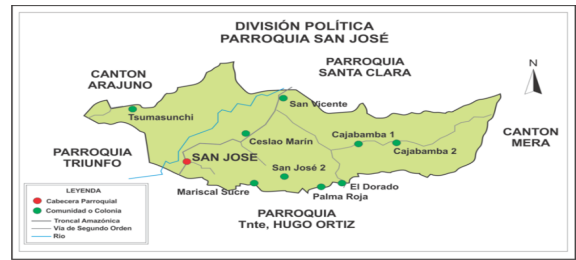 DIVISIÓN POLÍTICA
PARROQUIA SAN JOSÉ
CANTON
ARAJUNO
PARROQUIA
SANTA CLARA
N
Tsumasunchi
San Vicente
Ceslao Marín
Cajabamba 1
Cajabamba 2
CANTON
MERA
PARROQUIA
TRIUNFO
SAN JOSE
San José 2
Mariscal Sucre
El Dorado
Palma Roja
PARROQUIA
Tnte, HUGO ORTIZ
LEYENDA
Cabecera Parroquial
Comunidad o Colonia
Troncal Amazónica
Vía de Segundo Orden
Río